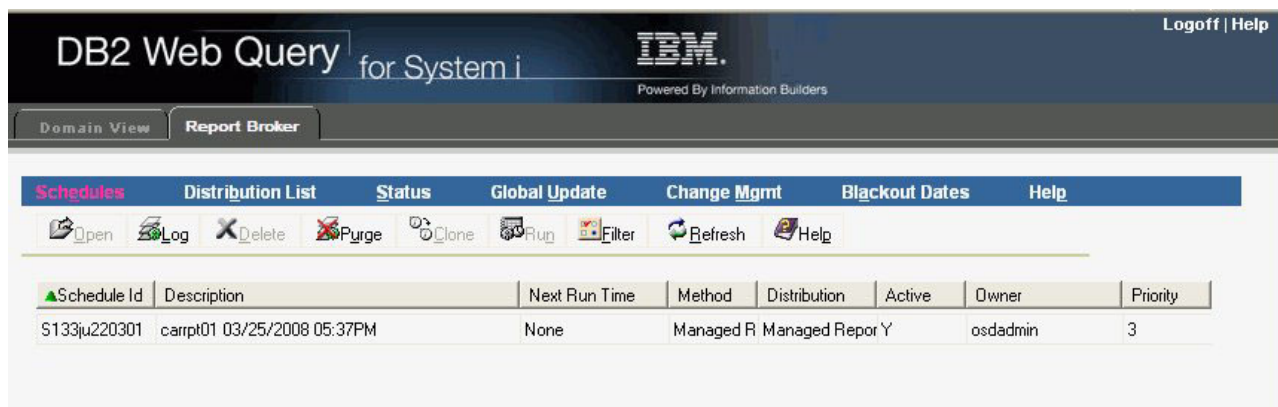 Logoff | Help
DB2 Web Query for System i
IBM.
Powered By Information Builders
Domain View Report Broker
Schedules Distribution List Status Global Update Change Mgmt Blackout Dates Help
Open Log Delete Purge Clone Run Filter Refresh Help
Schedule Id Description Next Run Time Method Distribution Active Owner Priority
S133ju220301 carrpt01 03/25/2008 05:37PM None Managed R Managed Repor Y osdadmin 3